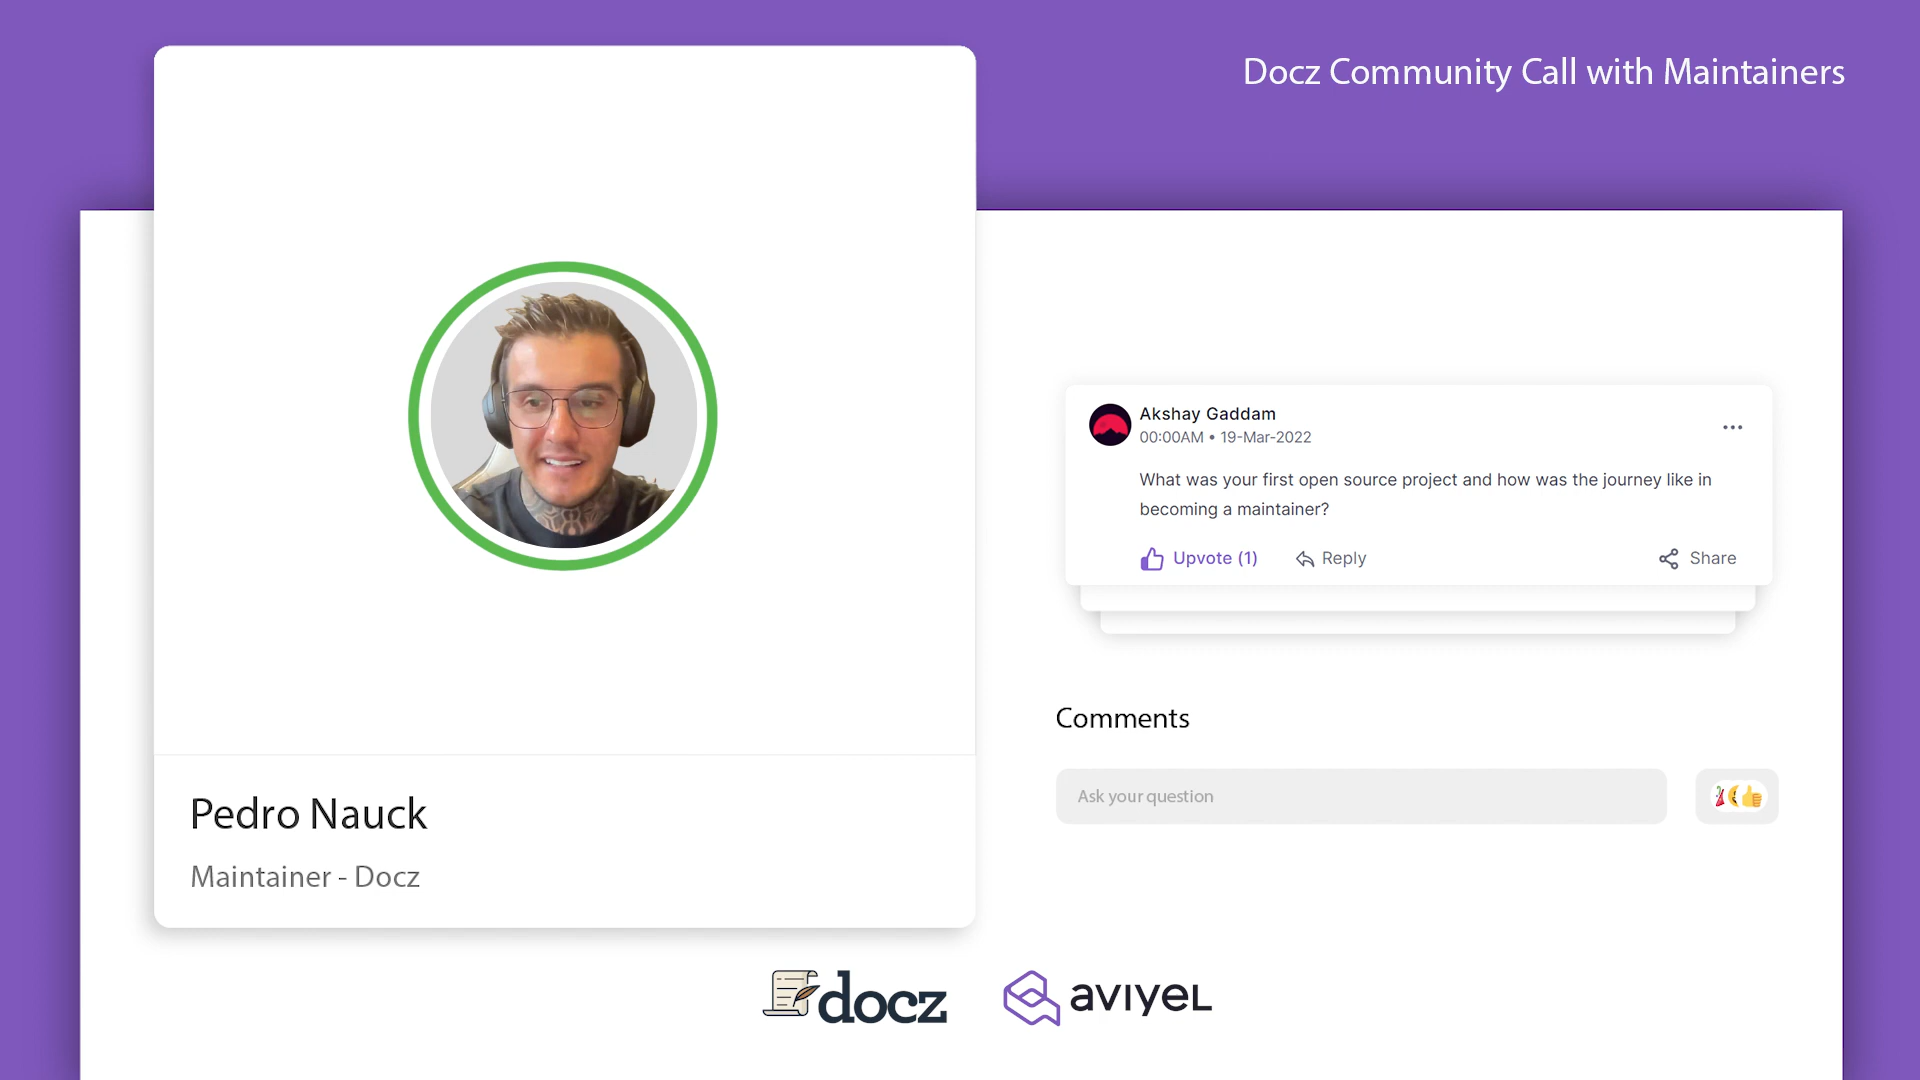 Docz Community Call with Maintainers
Akshay Gaddam
00:00AM • 19-Mar-2022
What was your first open source project and how was the journey like in
becoming a maintainer?
Upvote (1)
Reply
Share
Comments
Ask your question
Pedro Nauck
Maintainer - Docz
docz
aviyel